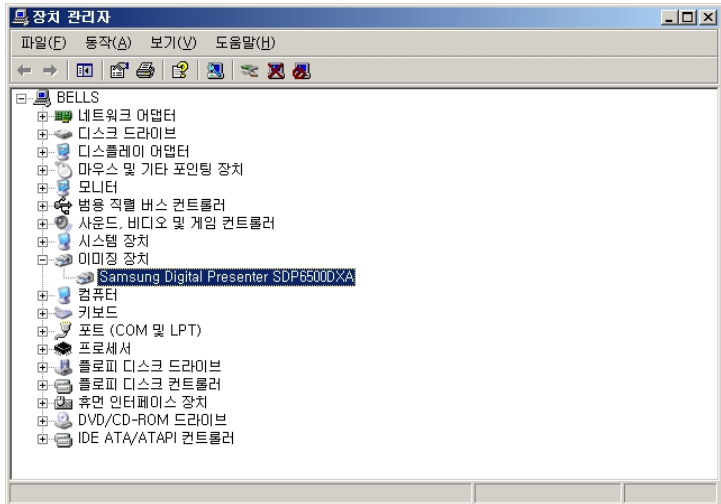 장치 관리자
파일(F) 동작(A) 보기(V) 도움말(H)
BELLS
네트워크 어댑터
디스크 드라이브
디스플레이 어댑터
마우스 및 기타 포인팅 장치
모니터
범용 직렬 버스 컨트롤러
사운드, 비디오 및 게임 컨트롤러
시스템 장치
이미징 장치
Samsung Digital Presenter SDP6500DXA
컴퓨터
키보드
포트 (COM 및 LPT)
프로세서
플로피 디스크 드라이브
플로피 디스크 컨트롤러
휴먼 인터페이스 장치
DVD/CD-ROM 드라이브
IDE ATA/ATAPI 컨트롤러